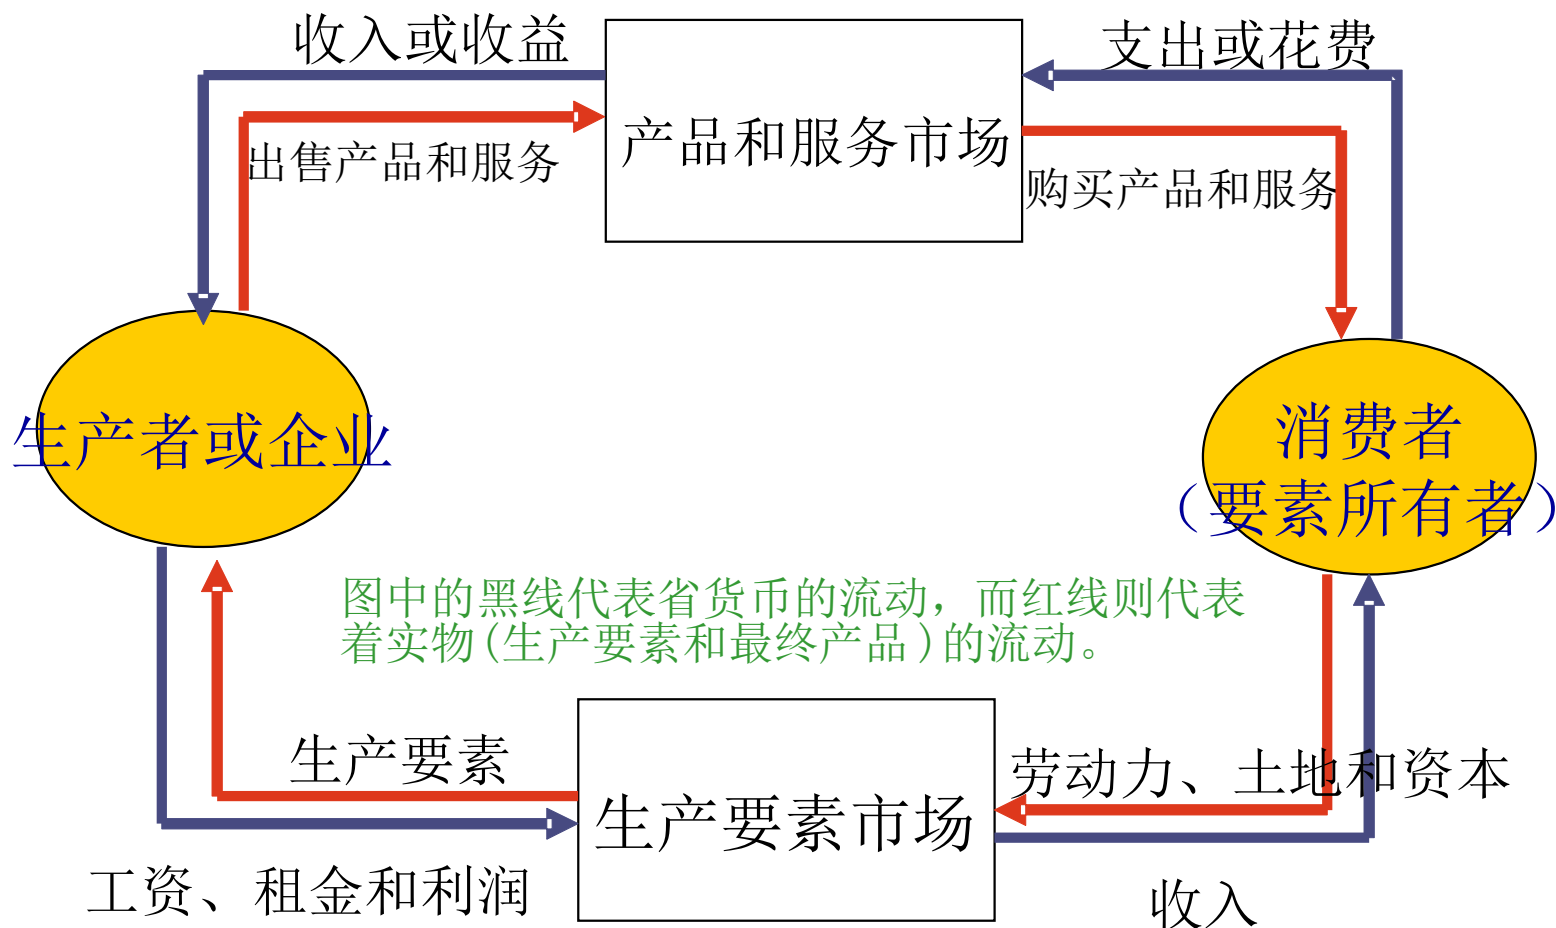 收入或收益
支出或花费
产品和服务市场
出售产品和服务
购买产品和服务
生产者或企业
消费者
（要素所有者）
图中的黑线代表省货币的流动，而红线则代表
着实物(生产要素和最终产品)的流动。
生产要素
劳动力、土地和资本
生产要素市场
工资、租金和利润
收入